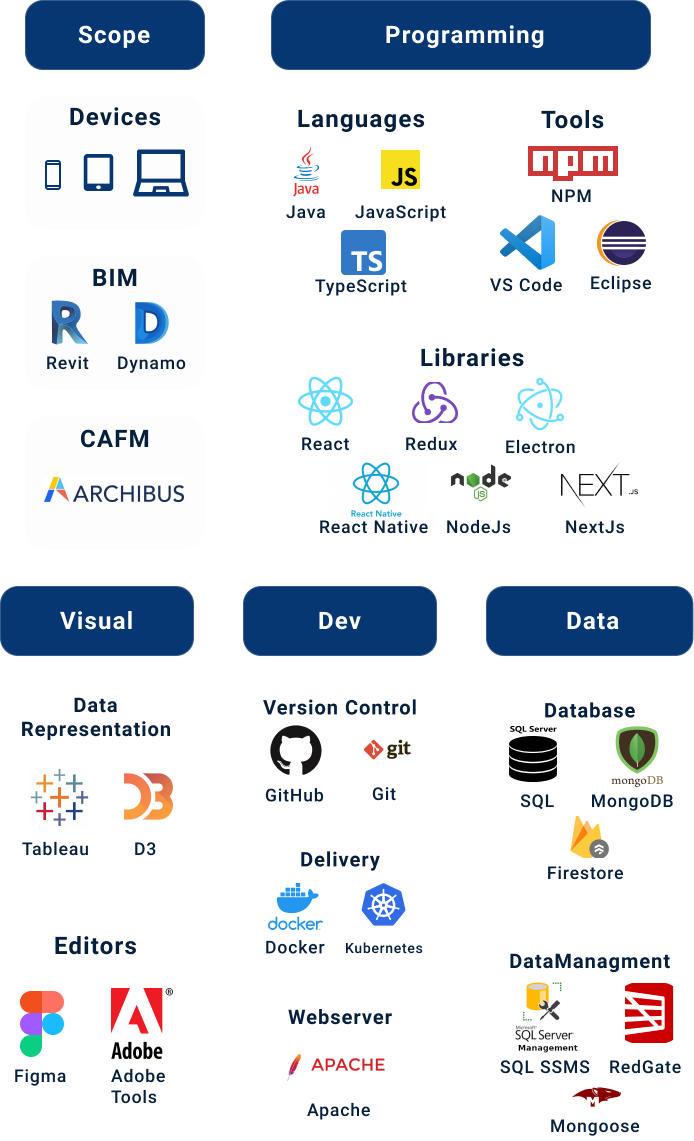 Scope
Devices
BIM
Revit
Dynamo
CAFM
ARCHIBUS
Programming
Languages
Java
Java
JS
JavaScript
TS
TypeScript
Tools
npm
NPM
VS Code
Eclipse
Libraries
React
Redux
Electron
React Native
React Native
node
JS
NodeJs
NEXT.JS
NextJs
Visual
Data
Representation
Tableau
D3
Editors
Figma
®
Adobe
Adobe
Tools
Dev
Version Control
GitHub
git
Git
Delivery
docker
Docker
Kubernetes
Webserver
APACHE
Apache
Data
Database
SQL Server
SQL
mongoDB
MongoDB
Firestore
DataManagment
Microsoft
SQL Server
Management
SQL SSMS
RedGate
M
Mongoose